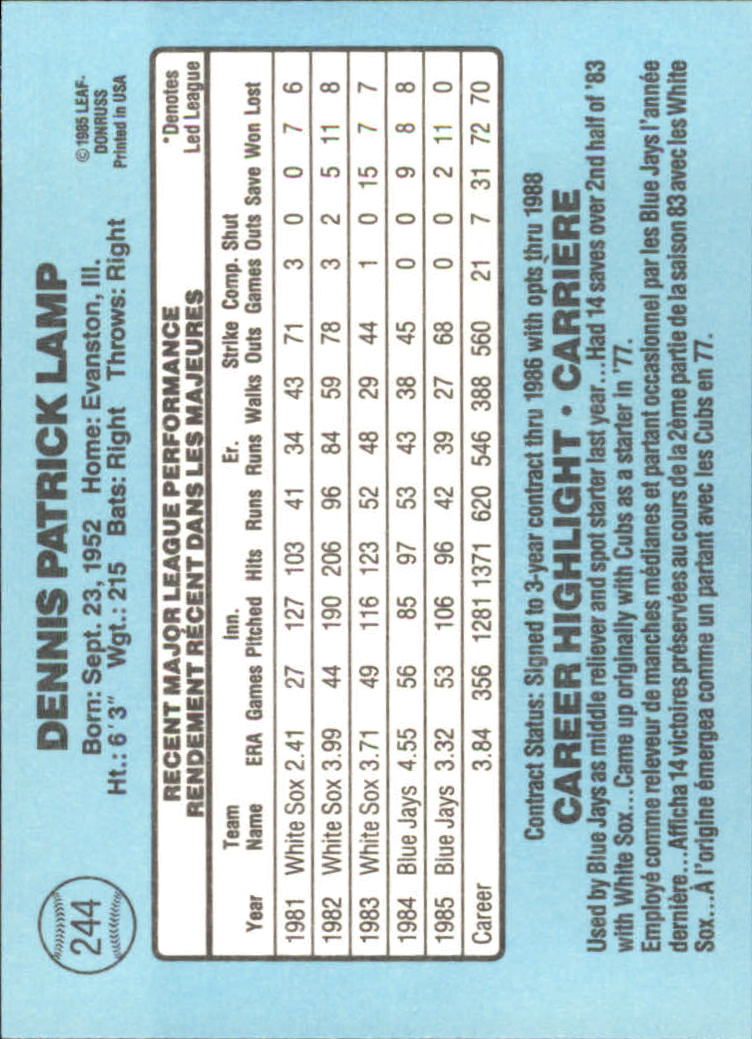 244
DENNIS PATRICK LAMP
© 1985 LEAF-
DONRUSS
Printed in USA
Born: Sept. 23, 1952 Home: Evanston, Ill.
Ht.: 6'3" Wgt.: 215 Bats: Right Throws: Right
RECENT MAJOR LEAGUE PERFORMANCE
RENDEMENT RÉCENT DANS LES MAJEURES
*Denotes
Led League
Team Inn. Er. Strike Comp. Shut
Year Name ERA Games Pitched Hits Runs Runs Walks Outs Games Outs Save Won Lost
1981 White Sox 2.41 27 127 103 41 34 43 71 3 0 0 7 6
1982 White Sox 3.99 44 190 206 96 84 59 78 3 2 5 11 8
1983 White Sox 3.71 49 116 123 52 48 29 44 1 0 15 7 7
1984 Blue Jays 4.55 56 85 97 53 43 38 45 0 0 9 8 8
1985 Blue Jays 3.32 53 106 96 42 39 27 68 0 0 2 11 0
Career 3.84 356 1281 1371 620 546 388 560 21 7 31 72 70
Contract Status: Signed to 3-year contract thru 1986 with opts thru 1988
CAREER HIGHLIGHT • CARRIÈRE
Used by Blue Jays as middle reliever and spot starter last year...Had 14 saves over 2nd half of '83
with White Sox...Came up originally with Cubs as a starter in '77.
Employé comme releveur de manches médianes et partant occasionnel par les Blue Jays l'année
dernière....Afficha 14 victoires préservées au cours de la 2ème partie de la saison 83 avec les White
Sox...À l'origine émergea comme un partant avec les Cubs en 77.